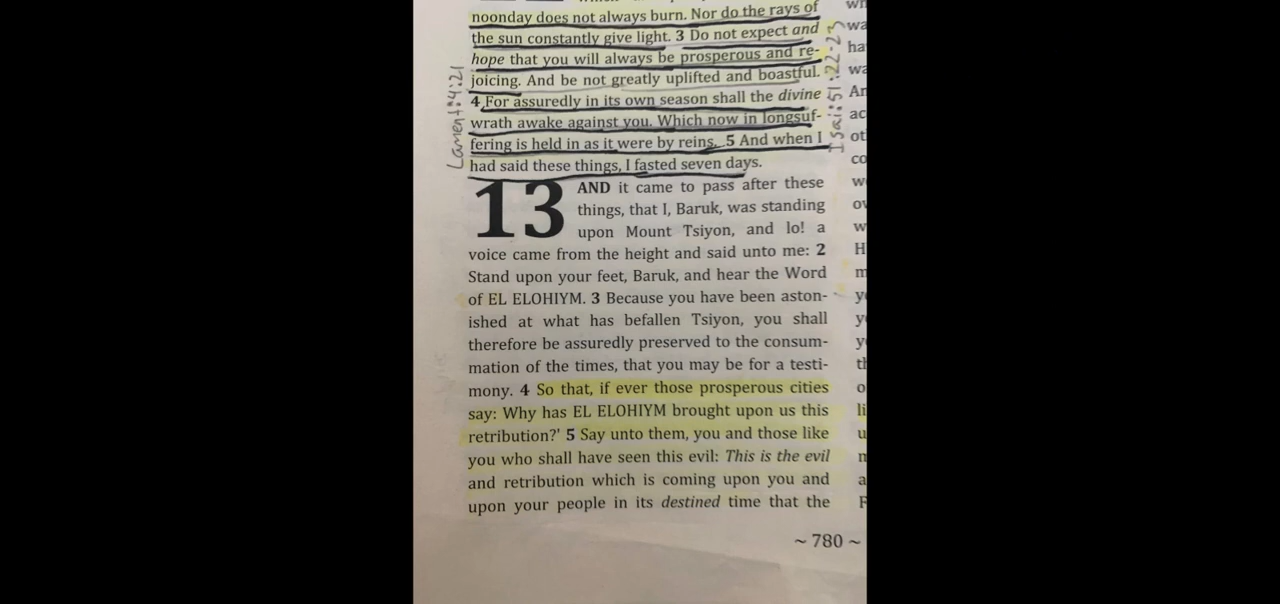 noonday does not always burn. Nor do the rays of
the sun constantly give light. 3 Do not expect and
hope that you will always be prosperous and re-
joicing. And be not greatly uplifted and boastful.
4 For assuredly in its own season shall the divine
wrath awake against you. Which now in longsuf-
fering is held in as it were by reins. 5 And when I
had said these things, I fasted seven days.
Lament:4:21
Isai:51:22-23
13 AND it came to pass after these
things, that I, Baruk, was standing
upon Mount Tsiyon, and lo! a
voice came from the height and said unto me: 2
Stand upon your feet, Baruk, and hear the Word
of EL ELOHIYM. 3 Because you have been aston-
ished at what has befallen Tsiyon, you shall
therefore be assuredly preserved to the consum-
mation of the times, that you may be for a testi-
mony. 4 So that, if ever those prosperous cities
say: Why has EL ELOHIYM brought upon us this
retribution?' 5 Say unto them, you and those like
you who shall have seen this evil: This is the evil
and retribution which is coming upon you and
upon your people in its destined time that the
~ 780 ~